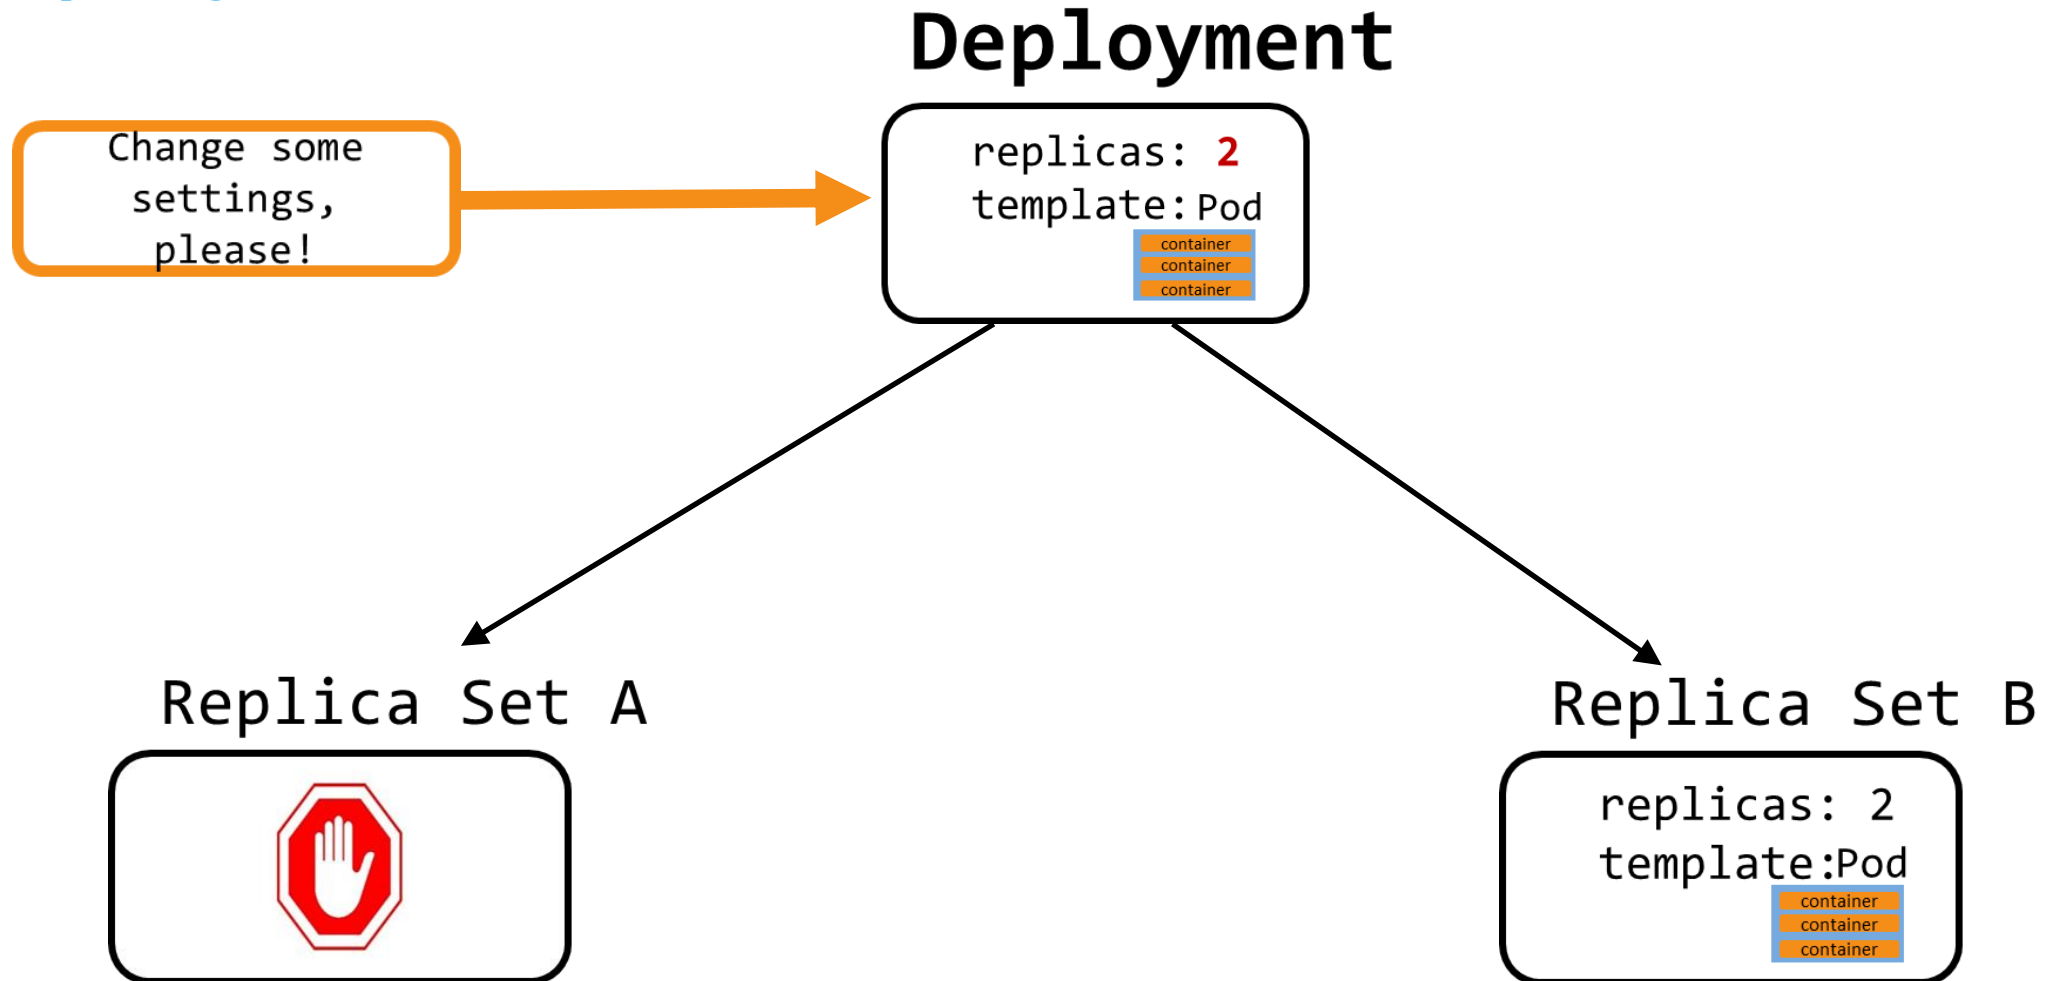 Deployment
Change some
settings,
please!
replicas: 2
template: Pod
container
container
container
Replica Set A
Replica Set B
replicas: 2
template:Pod
container
container
container